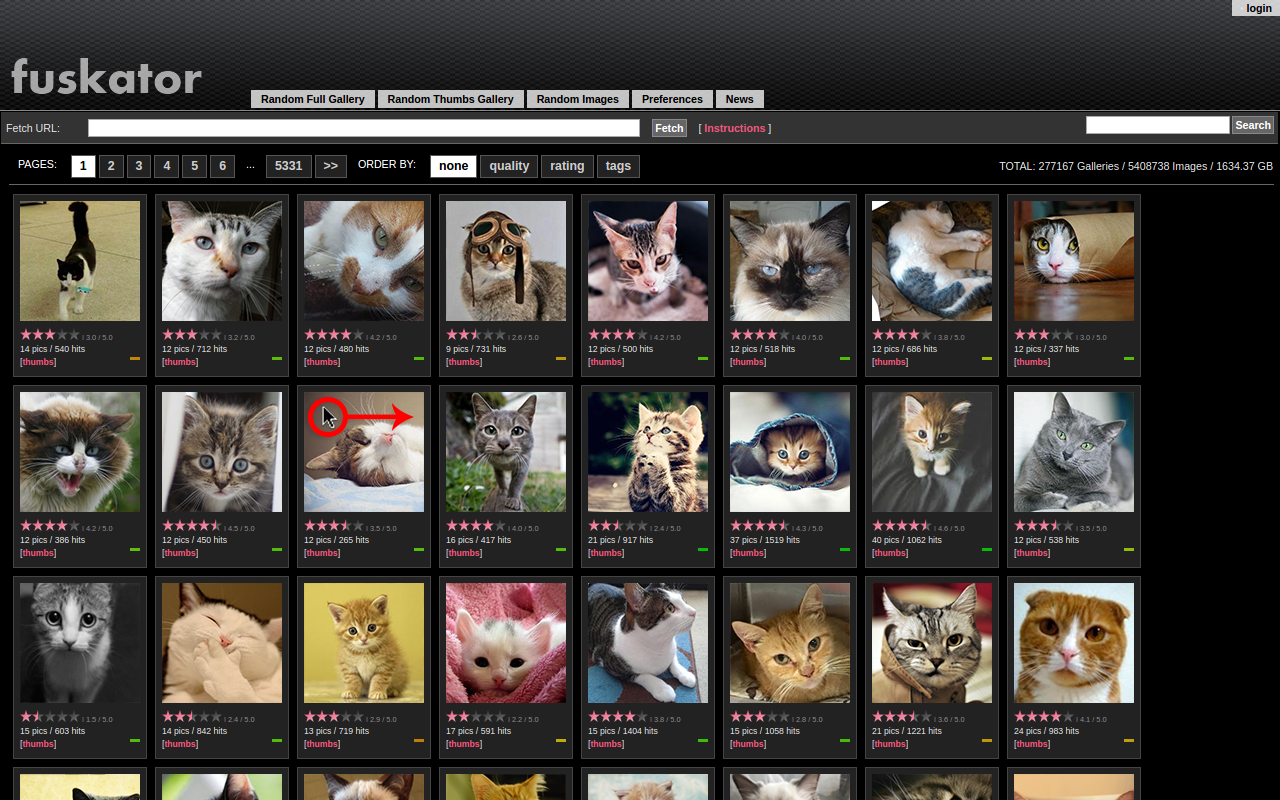 login
fuskator
Random Full Gallery Random Thumbs Gallery Random Images Preferences News
Fetch URL: Fetch [ Instructions ] Search
PAGES: 1 2 3 4 5 6 ... 5331 >> ORDER BY: none quality rating tags TOTAL: 277167 Galleries / 5408738 Images / 1634.37 GB
| 3.0 / 5.0 | 3.2 / 5.0 | 4.2 / 5.0 | 2.6 / 5.0 | 4.2 / 5.0 | 4.0 / 5.0 | 3.8 / 5.0 | 3.0 / 5.0
14 pics / 540 hits 12 pics / 712 hits 12 pics / 480 hits 9 pics / 731 hits 12 pics / 500 hits 12 pics / 518 hits 12 pics / 686 hits 12 pics / 337 hits
[thumbs] [thumbs] [thumbs] [thumbs] [thumbs] [thumbs] [thumbs] [thumbs]
| 4.2 / 5.0 | 4.5 / 5.0 | 3.5 / 5.0 | 4.0 / 5.0 | 2.4 / 5.0 | 4.3 / 5.0 | 4.6 / 5.0 | 3.5 / 5.0
12 pics / 386 hits 12 pics / 450 hits 12 pics / 265 hits 16 pics / 417 hits 21 pics / 917 hits 37 pics / 1519 hits 40 pics / 1062 hits 12 pics / 538 hits
[thumbs] [thumbs] [thumbs] [thumbs] [thumbs] [thumbs] [thumbs] [thumbs]
| 1.5 / 5.0 | 2.4 / 5.0 | 2.9 / 5.0 | 2.2 / 5.0 | 3.8 / 5.0 | 2.8 / 5.0 | 3.6 / 5.0 | 4.1 / 5.0
15 pics / 603 hits 14 pics / 842 hits 13 pics / 719 hits 17 pics / 591 hits 15 pics / 1404 hits 15 pics / 1058 hits 21 pics / 1221 hits 24 pics / 983 hits
[thumbs] [thumbs] [thumbs] [thumbs] [thumbs] [thumbs] [thumbs] [thumbs]